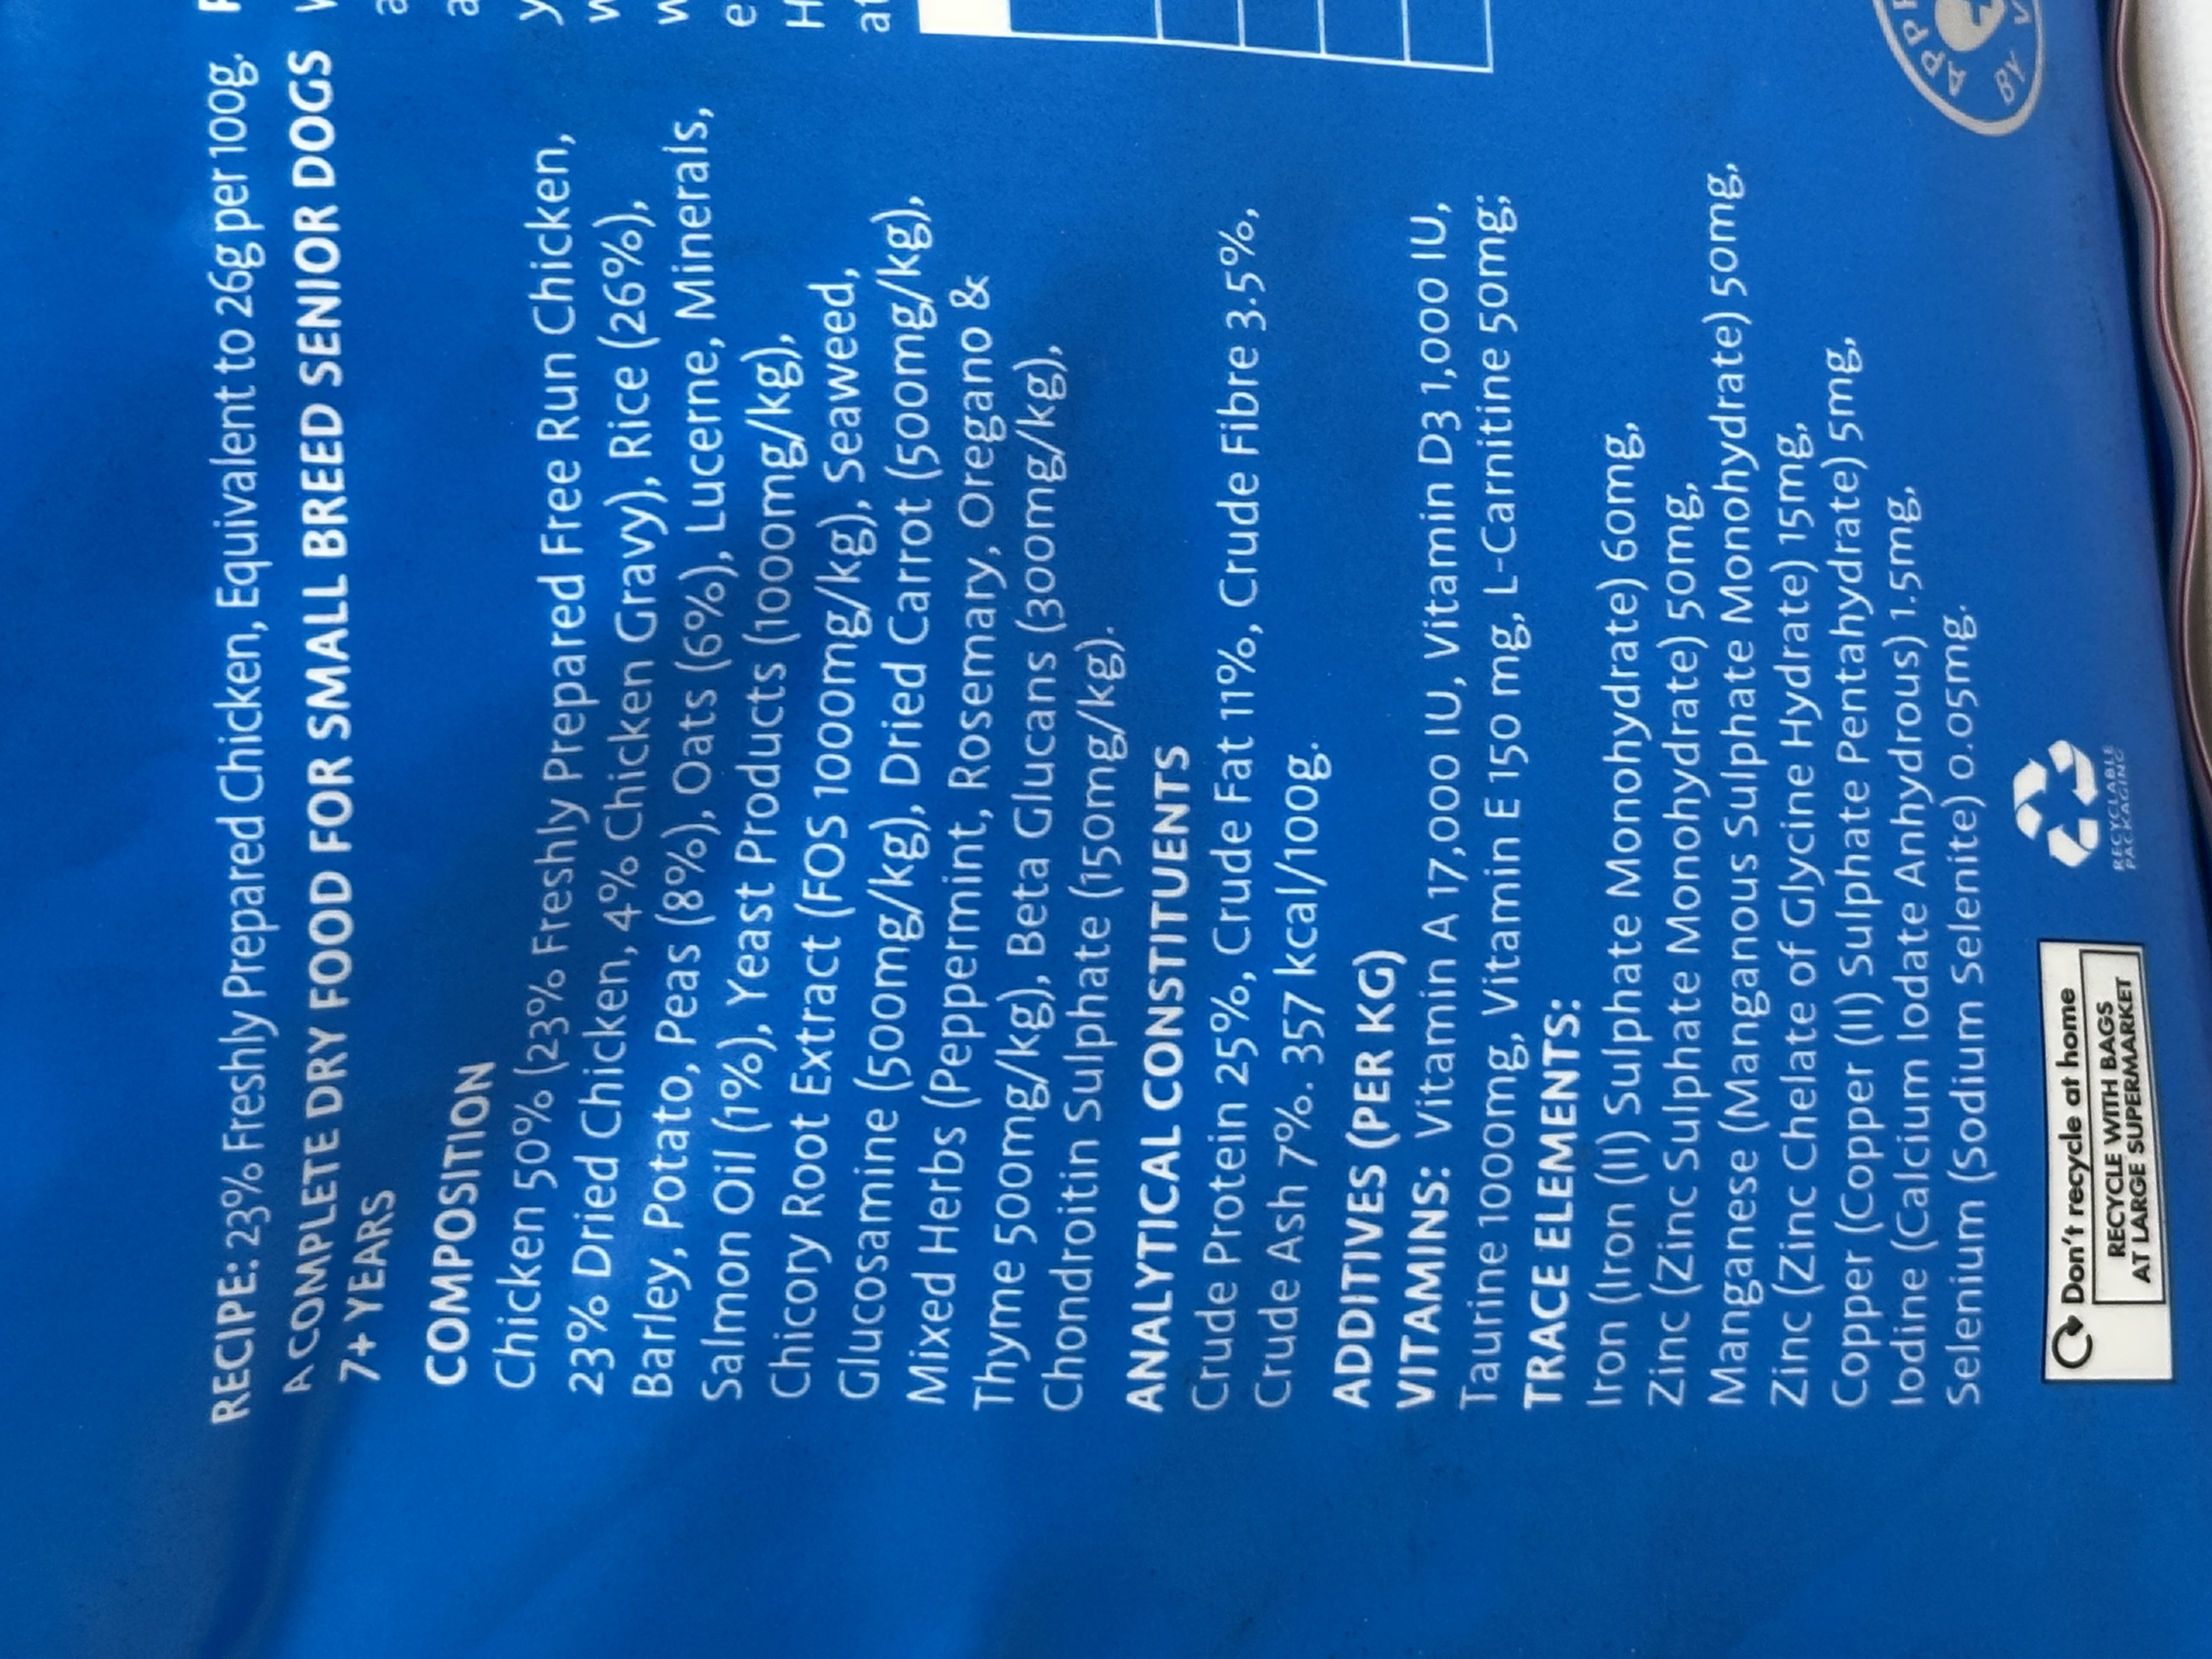 RECIPE: 23% Freshly Prepared Chicken, Equivalent to 26g per 100g.
A COMPLETE DRY FOOD FOR SMALL BREED SENIOR DOGS
7+ YEARS
COMPOSITION
Chicken 50% (23% Freshly Prepared Free Run Chicken,
23% Dried Chicken, 4% Chicken Gravy), Rice (26%),
Barley, Potato, Peas (8%), Oats (6%), Lucerne, Minerals,
Salmon Oil (1%), Yeast Products (1000mg/kg),
Chicory Root Extract (FOS 1000mg/kg), Seaweed,
Glucosamine (500mg/kg), Dried Carrot (500mg/kg),
Mixed Herbs (Peppermint, Rosemary, Oregano &
Thyme 500mg/kg), Beta Glucans (300mg/kg),
Chondroitin Sulphate (150mg/kg).
ANALYTICAL CONSTITUENTS
Crude Protein 25%, Crude Fat 11%, Crude Fibre 3.5%,
Crude Ash 7%. 357 kcal/100g.
ADDITIVES (PER KG)
VITAMINS: Vitamin A 17,000 IU, Vitamin D3 1,000 IU,
Taurine 1000mg, Vitamin E 150 mg, L-Carnitine 50mg;
TRACE ELEMENTS:
Iron (Iron (II) Sulphate Monohydrate) 60mg,
Zinc (Zinc Sulphate Monohydrate) 50mg,
Manganese (Manganous Sulphate Monohydrate) 50mg,
Zinc (Zinc Chelate of Glycine Hydrate) 15mg,
Copper (Copper (II) Sulphate Pentahydrate) 5mg,
Iodine (Calcium Iodate Anhydrous) 1.5mg,
Selenium (Sodium Selenite) 0.05mg.
Don't recycle at home
RECYCLE WITH BAGS
AT LARGE SUPERMARKET
RECYCLABLE
PACKAGING
BY